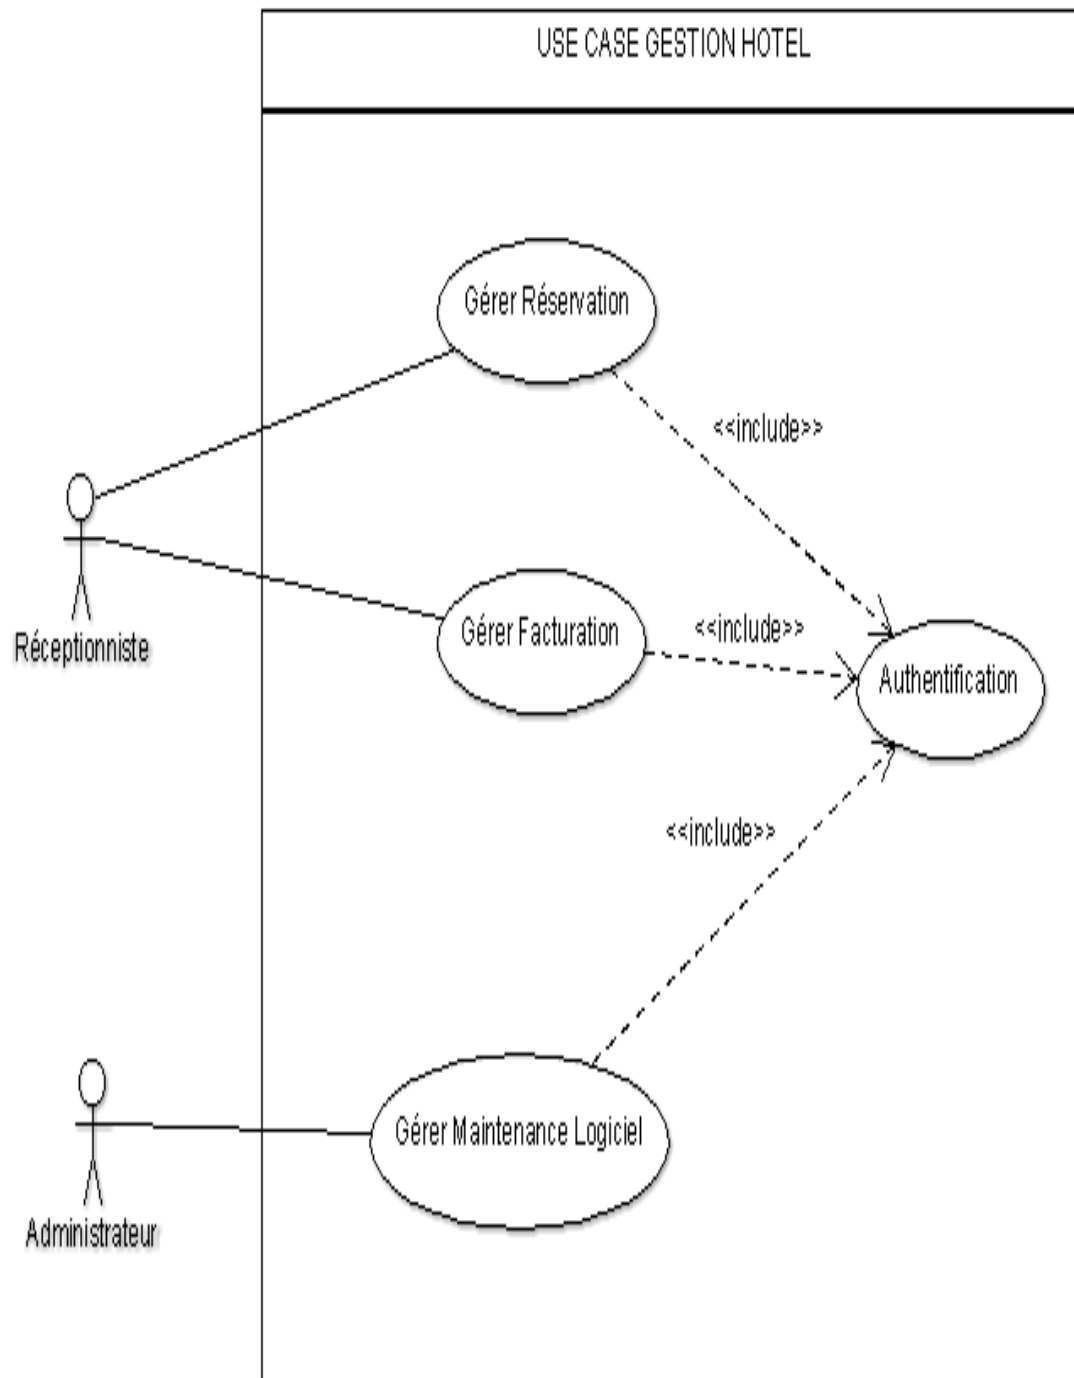 USE CASE GESTION HOTEL
Gérer Réservation
<<include>>
Réceptionniste
Gérer Facturation
<<include>>
Authentification
<<include>>
Gérer Maintenance Logiciel
Administrateur